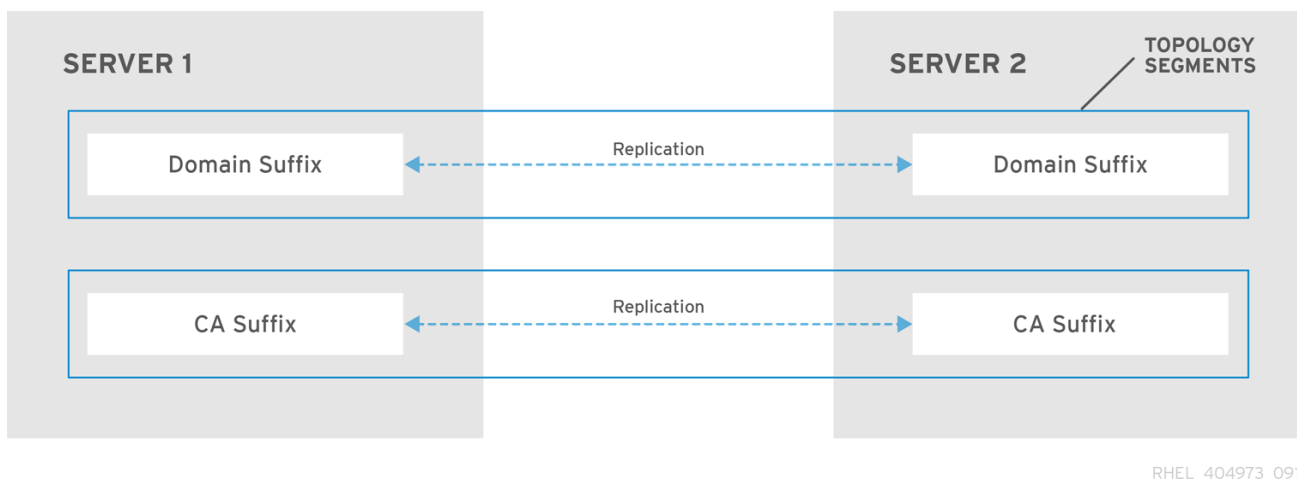 SERVER 1
SERVER 2
TOPOLOGY
SEGMENTS
Domain Suffix
Replication
Domain Suffix
CA Suffix
Replication
CA Suffix
RHEL 404973